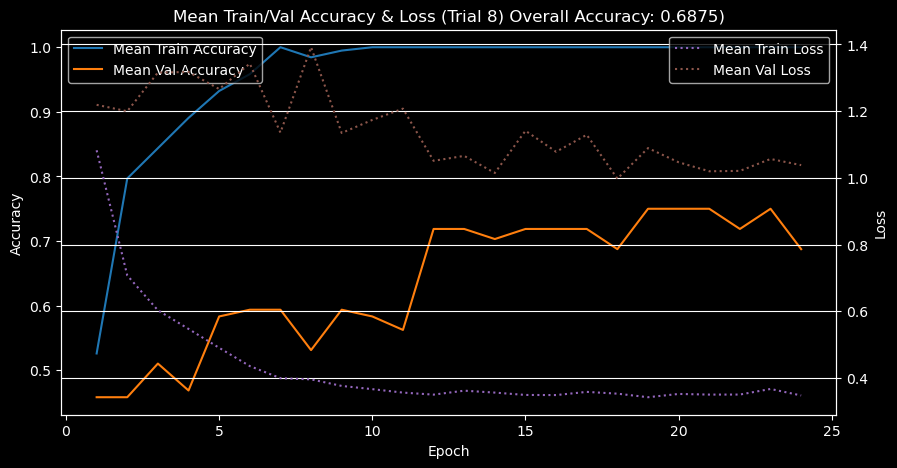 Mean Train/Val Accuracy & Loss (Trial 8) Overall Accuracy: 0.6875)
Mean Train Accuracy
Mean Val Accuracy
Mean Train Loss
Mean Val Loss
1.0
0.9
0.8
0.7
0.6
0.5
Accuracy
1.4
1.2
1.0
0.8
0.6
0.4
Loss
0 5 10 15 20 25
Epoch